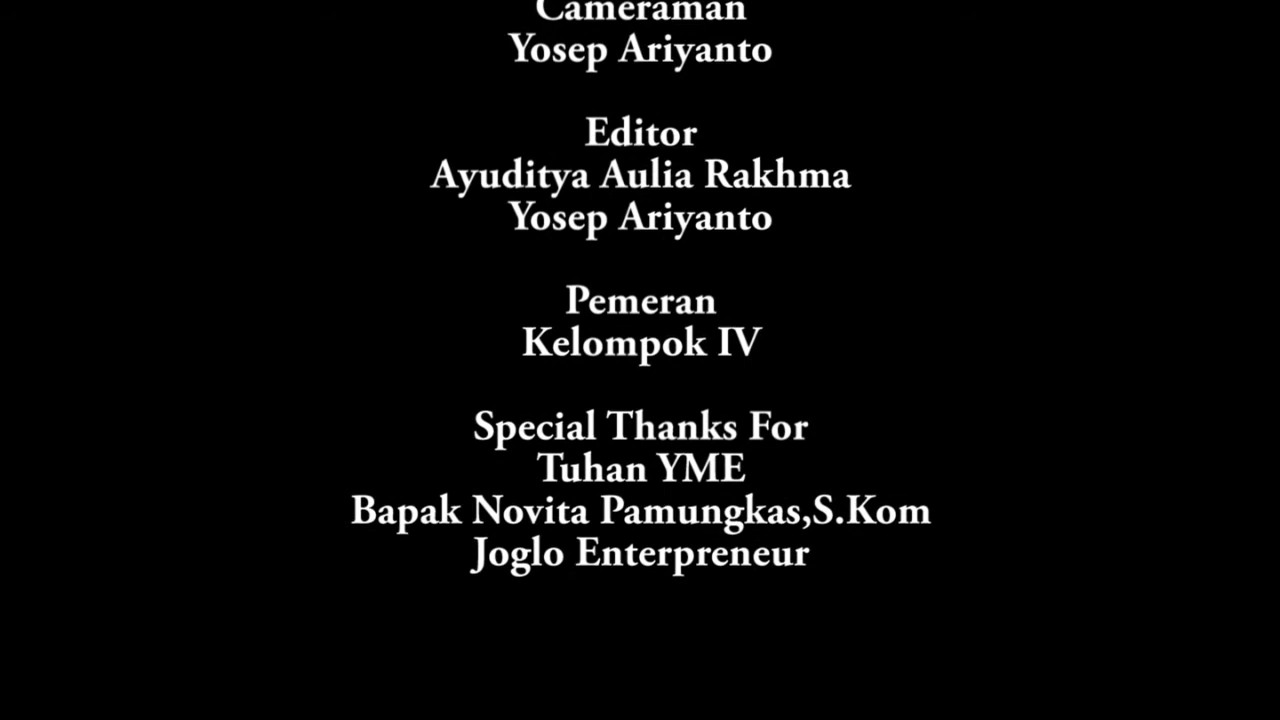 Cameraman
Yosep Ariyanto
Editor
Ayuditya Aulia Rakhma
Yosep Ariyanto
Pemeran
Kelompok IV
Special Thanks For
Tuhan YME
Bapak Novita Pamungkas,S.Kom
Joglo Enterpreneur